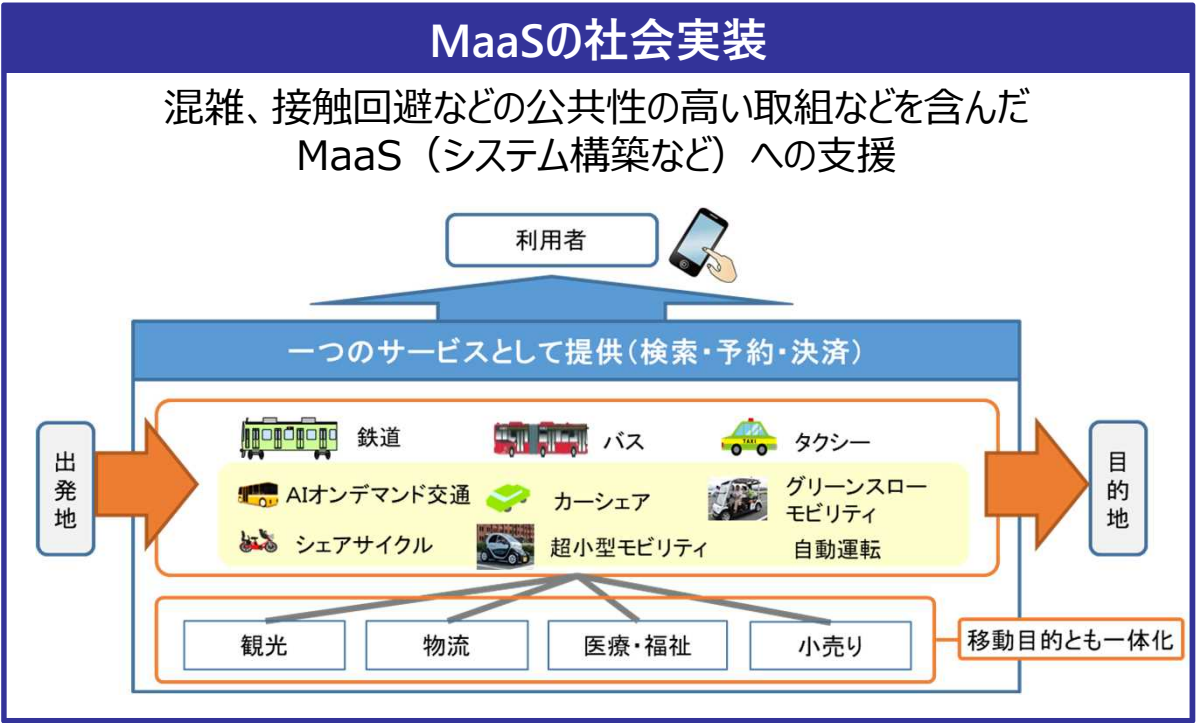 MaaSの社会実装
混雑、接触回避などの公共性の高い取組などを含んだ
MaaS（システム構築など）への支援
利用者
一つのサービスとして提供（検索・予約・決済）
出発地
鉄道
バス
TAXI
タクシー
AIオンデマンド交通
カーシェア
グリーンスロー
モビリティ
シェアサイクル
超小型モビリティ
自動運転
目的地
観光
物流
医療・福祉
小売り
移動目的とも一体化